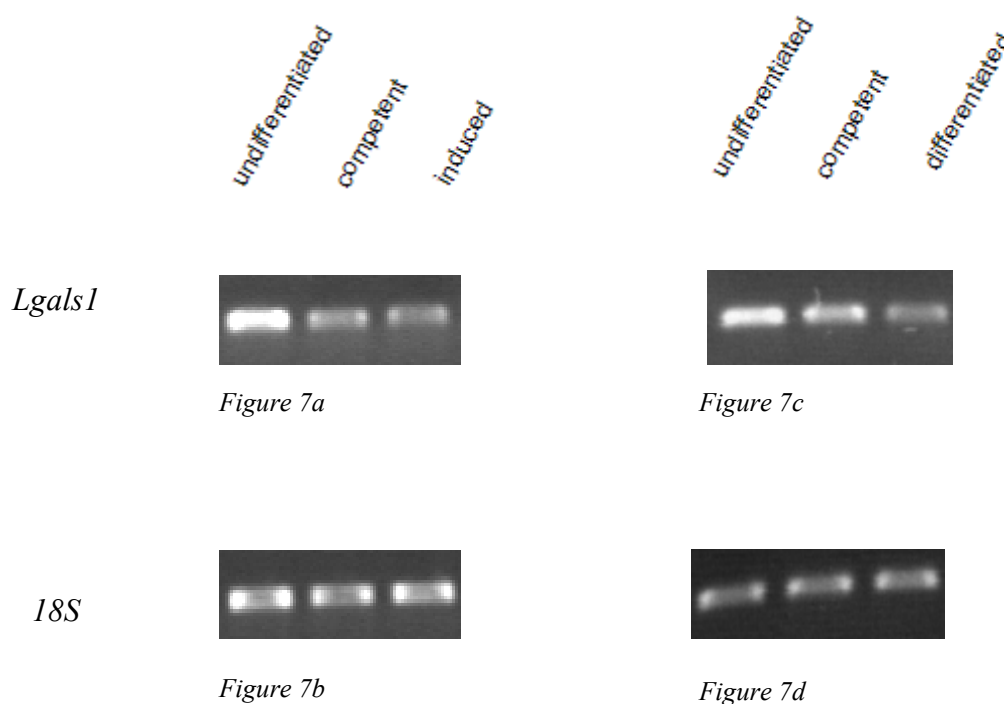 undifferentiated
competent
induced
undifferentiated
competent
differentiated
Lgals1
Figure 7a
Figure 7c
18S
Figure 7b
Figure 7d